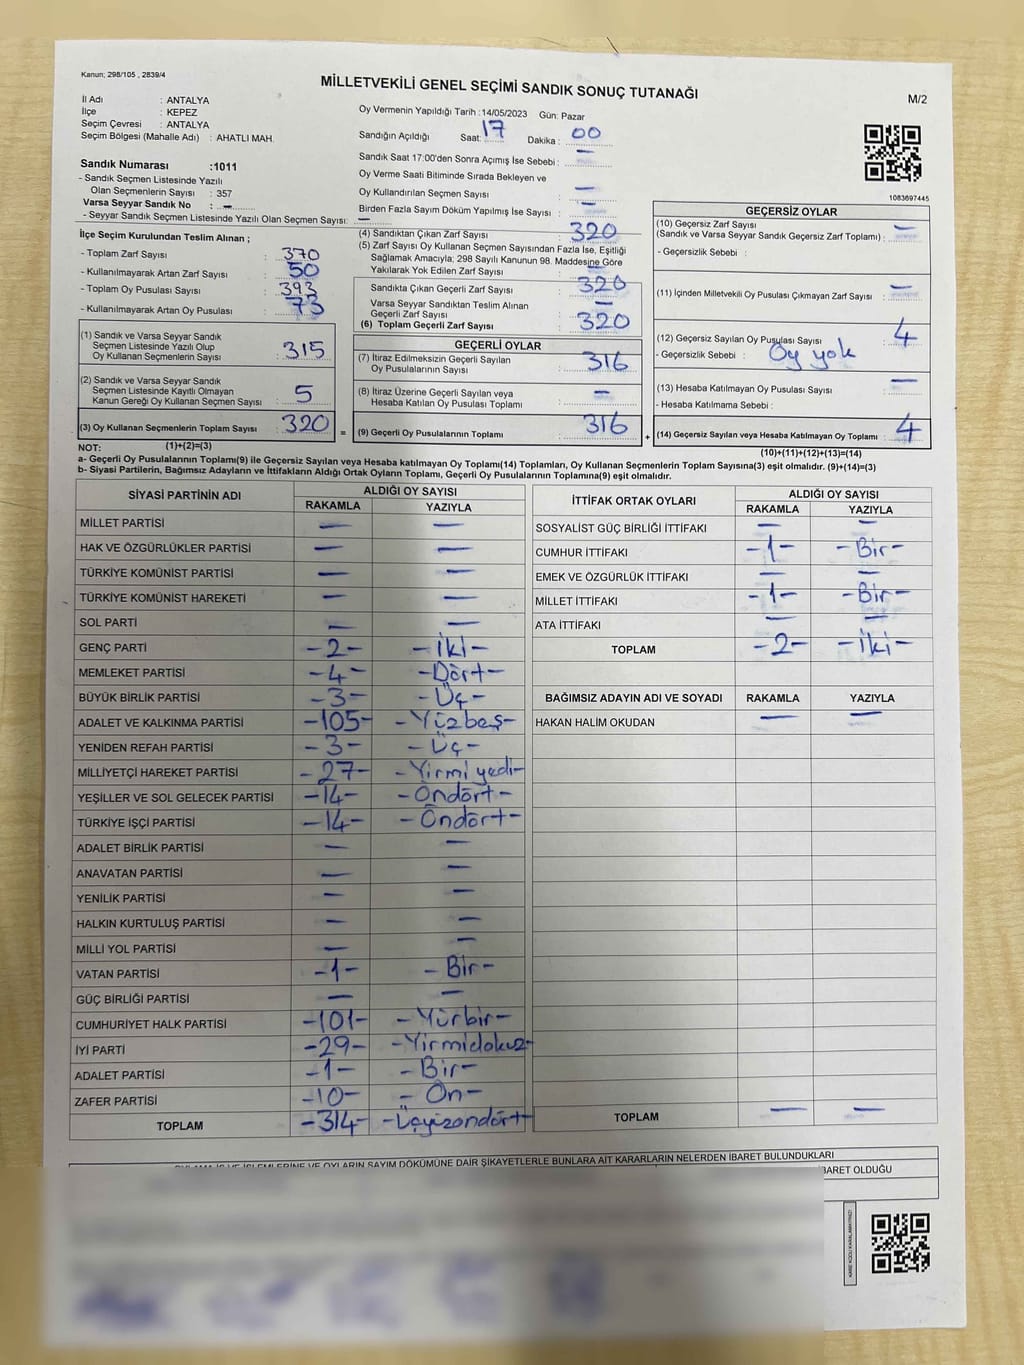 Kanun; 298/105 , 2839/4
MİLLETVEKİLİ GENEL SEÇİMİ SANDIK SONUÇ TUTANAĞI
M/2
İl Adı : ANTALYA
İlçe : KEPEZ
Seçim Çevresi : ANTALYA
Seçim Bölgesi (Mahalle Adı) : AHATLI MAH.
Sandık Numarası :1011
- Sandık Seçmen Listesinde Yazılı
Olan Seçmenlerin Sayısı : 357
Varsa Seyyar Sandık No : -
- Seyyar Sandık Seçmen Listesinde Yazılı Olan Seçmen Sayısı: -
Oy Vermenin Yapıldığı Tarih :14/05/2023 Gün: Pazar
Sandığın Açıldığı Saat: 17 Dakika : 00
Sandık Saat 17:00'den Sonra Açımış İse Sebebi : -
Oy Verme Saati Bitiminde Sırada Bekleyen ve
Oy Kullandırılan Seçmen Sayısı : -
Birden Fazla Sayım Döküm Yapılmış İse Sayısı : -
1083697445
İlçe Seçim Kurulundan Teslim Alınan ;
- Toplam Zarf Sayısı : 370
- Kullanılmayarak Artan Zarf Sayısı : 50
- Toplam Oy Pusulası Sayısı : 393
- Kullanılmayarak Artan Oy Pusulası : 73
(1) Sandık ve Varsa Seyyar Sandık
Seçmen Listesinde Yazılı Olup
Oy Kullanan Seçmenlerin Sayısı : 315
(2) Sandık ve Varsa Seyyar Sandık
Seçmen Listesinde Kayıtlı Olmayan
Kanun Gereği Oy Kullanan Seçmen Sayısı : 5
(3) Oy Kullanan Seçmenlerin Toplam Sayısı : 320
(1)+(2)=(3)
(4) Sandıktan Çıkan Zarf Sayısı : 320
(5) Zarf Sayısı Oy Kullanan Seçmen Sayısından Fazla İse, Eşitliği
Sağlamak Amacıyla; 298 Sayılı Kanunun 98. Maddesine Göre
Yakılarak Yok Edilen Zarf Sayısı : -
Sandıkta Çıkan Geçerli Zarf Sayısı : 320
Varsa Seyyar Sandıktan Teslim Alınan
Geçerli Zarf Sayısı : -
(6) Toplam Geçerli Zarf Sayısı : 320
GEÇERLİ OYLAR
(7) İtiraz Edilmeksizin Geçerli Sayılan
Oy Pusulalarının Sayısı : 316
(8) İtiraz Üzerine Geçerli Sayılan veya
Hesaba Katılan Oy Pusulası Toplamı : -
= (9) Geçerli Oy Pusulalarının Toplamı : 316
GEÇERSİZ OYLAR
(10) Geçersiz Zarf Sayısı
(Sandık ve Varsa Seyyar Sandık Geçersiz Zarf Toplamı) : -
- Geçersizlik Sebebi :
(11) İçinden Milletvekili Oy Pusulası Çıkmayan Zarf Sayısı : -
(12) Geçersiz Sayılan Oy Pusulası Sayısı : 4
- Geçersizlik Sebebi : Oy yok
(13) Hesaba Katılmayan Oy Pusulası Sayısı : -
- Hesaba Katılmama Sebebi :
+ (14) Geçersiz Sayılan veya Hesaba Katılmayan Oy Toplamı : 4
(10)+(11)+(12)+(13)=(14)
NOT:
a- Geçerli Oy Pusulaları Toplamı(9) ile Geçersiz Sayılan veya Hesaba katılmayan Oy Toplamı(14) Toplamları, Oy Kullanan Seçmenlerin Toplam Sayısına(3) eşit olmalıdır. (9)+(14)=(3)
b- Siyasi Partilerin, Bağımsız Adayların ve İttifakların Aldığı Ortak Oyların Toplamı, Geçerli Oy Pusulalarının Toplamına(9) eşit olmalıdır.
SİYASİ PARTİNİN ADI ALDIĞI OY SAYISI
RAKAMLA YAZIYLA
MİLLET PARTİSİ - -
HAK VE ÖZGÜRLÜKLER PARTİSİ - -
TÜRKİYE KOMÜNİST PARTİSİ - -
TÜRKİYE KOMÜNİST HAREKETİ - -
SOL PARTİ - -
GENÇ PARTİ -2- -İki-
MEMLEKET PARTİSİ -4- -Dört-
BÜYÜK BİRLİK PARTİSİ -3- -Üç-
ADALET VE KALKINMA PARTİSİ -105- -Yüzbeş-
YENİDEN REFAH PARTİSİ -3- -Üç-
MİLLİYETÇİ HAREKET PARTİSİ -27- -Yirmi yedi-
YEŞİLLER VE SOL GELECEK PARTİSİ -14- -Ondört-
TÜRKİYE İŞÇİ PARTİSİ -14- -Ondört-
ADALET BİRLİK PARTİSİ - -
ANAVATAN PARTİSİ - -
YENİLİK PARTİSİ - -
HALKIN KURTULUŞ PARTİSİ - -
MİLLİ YOL PARTİSİ - -
VATAN PARTİSİ -1- -Bir-
GÜÇ BİRLİĞİ PARTİSİ - -
CUMHURİYET HALK PARTİSİ -101- -Yüzbir-
İYİ PARTİ -29- -Yirmidokuz-
ADALET PARTİSİ -1- -Bir-
ZAFER PARTİSİ -10- -On-
TOPLAM -314- -Üçyüzondört-
İTTİFAK ORTAK OYLARI ALDIĞI OY SAYISI
RAKAMLA YAZIYLA
SOSYALİST GÜÇ BİRLİĞİ İTTİFAKI - -
CUMHUR İTTİFAKI -1- -Bir-
EMEK VE ÖZGÜRLÜK İTTİFAKI - -
MİLLET İTTİFAKI -1- -Bir-
ATA İTTİFAKI - -
TOPLAM -2- -İki-
BAĞIMSIZ ADAYIN ADI VE SOYADI RAKAMLA YAZIYLA
HAKAN HALİM OKUDAN - -
TOPLAM - -
OYLAMA İŞ VE İŞLEMLERİNE VE OYLARIN SAYIM DÖKÜMÜNE DAİR ŞİKAYETLERLE BUNLARA AİT KARARLARIN NELERDEN İBARET BULUNDUKLARI
İBARET OLDUĞU